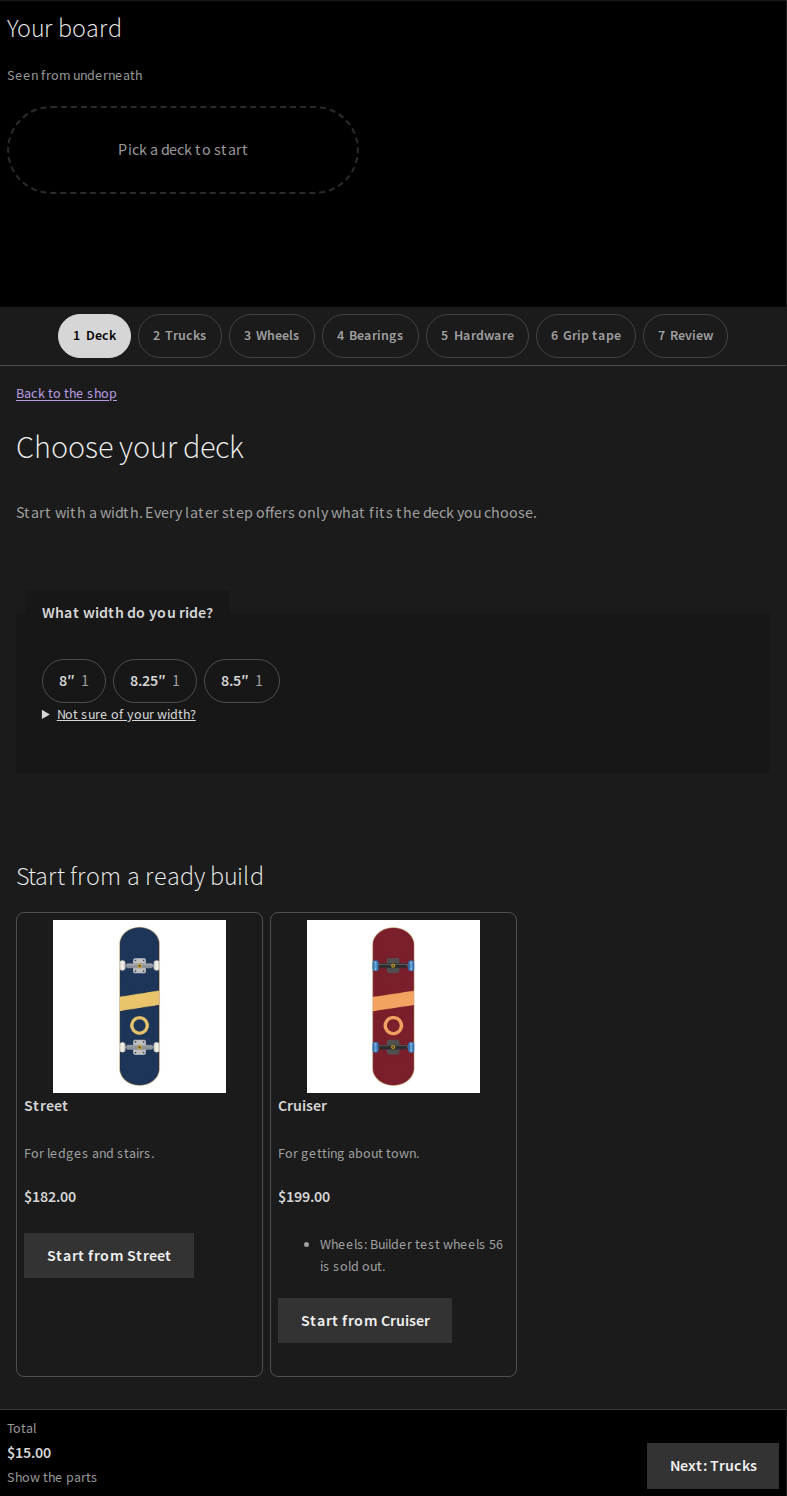 Your board
Seen from underneath
Pick a deck to start
1 Deck
2 Trucks
3 Wheels
4 Bearings
5 Hardware
6 Grip tape
7 Review
Back to the shop
Choose your deck
Start with a width. Every later step offers only what fits the deck you choose.
What width do you ride?
8″ 1
8.25″ 1
8.5″ 1
Not sure of your width?
Start from a ready build
Street
For ledges and stairs.
$182.00
Start from Street
Cruiser
For getting about town.
$199.00
Wheels: Builder test wheels 56
is sold out.
Start from Cruiser
Total
$15.00
Show the parts
Next: Trucks